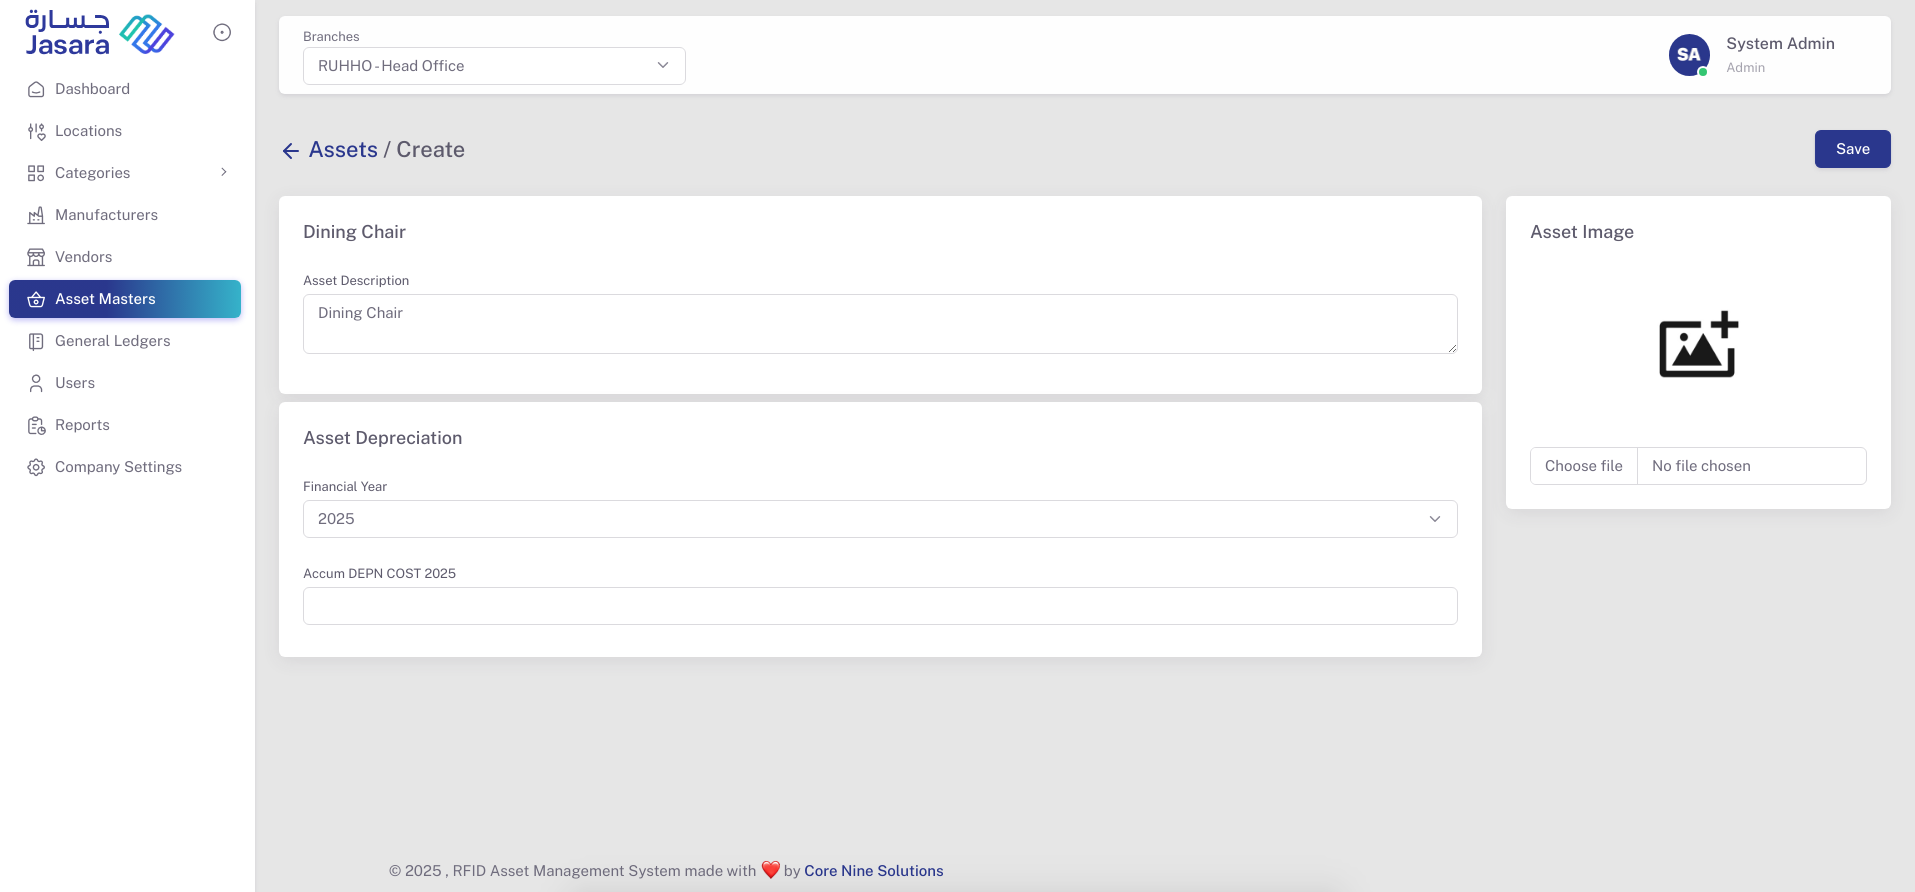 جسارة
Jasara
Dashboard
Locations
Categories
Manufacturers
Vendors
Asset Masters
General Ledgers
Users
Reports
Company Settings
Branches
RUHHO - Head Office
SA
System Admin
Admin
Assets / Create
Save
Dining Chair
Asset Description
Dining Chair
Asset Depreciation
Financial Year
2025
Accum DEPN COST 2025
Asset Image
Choose file No file chosen
© 2025 , RFID Asset Management System made with ❤️ by Core Nine Solutions